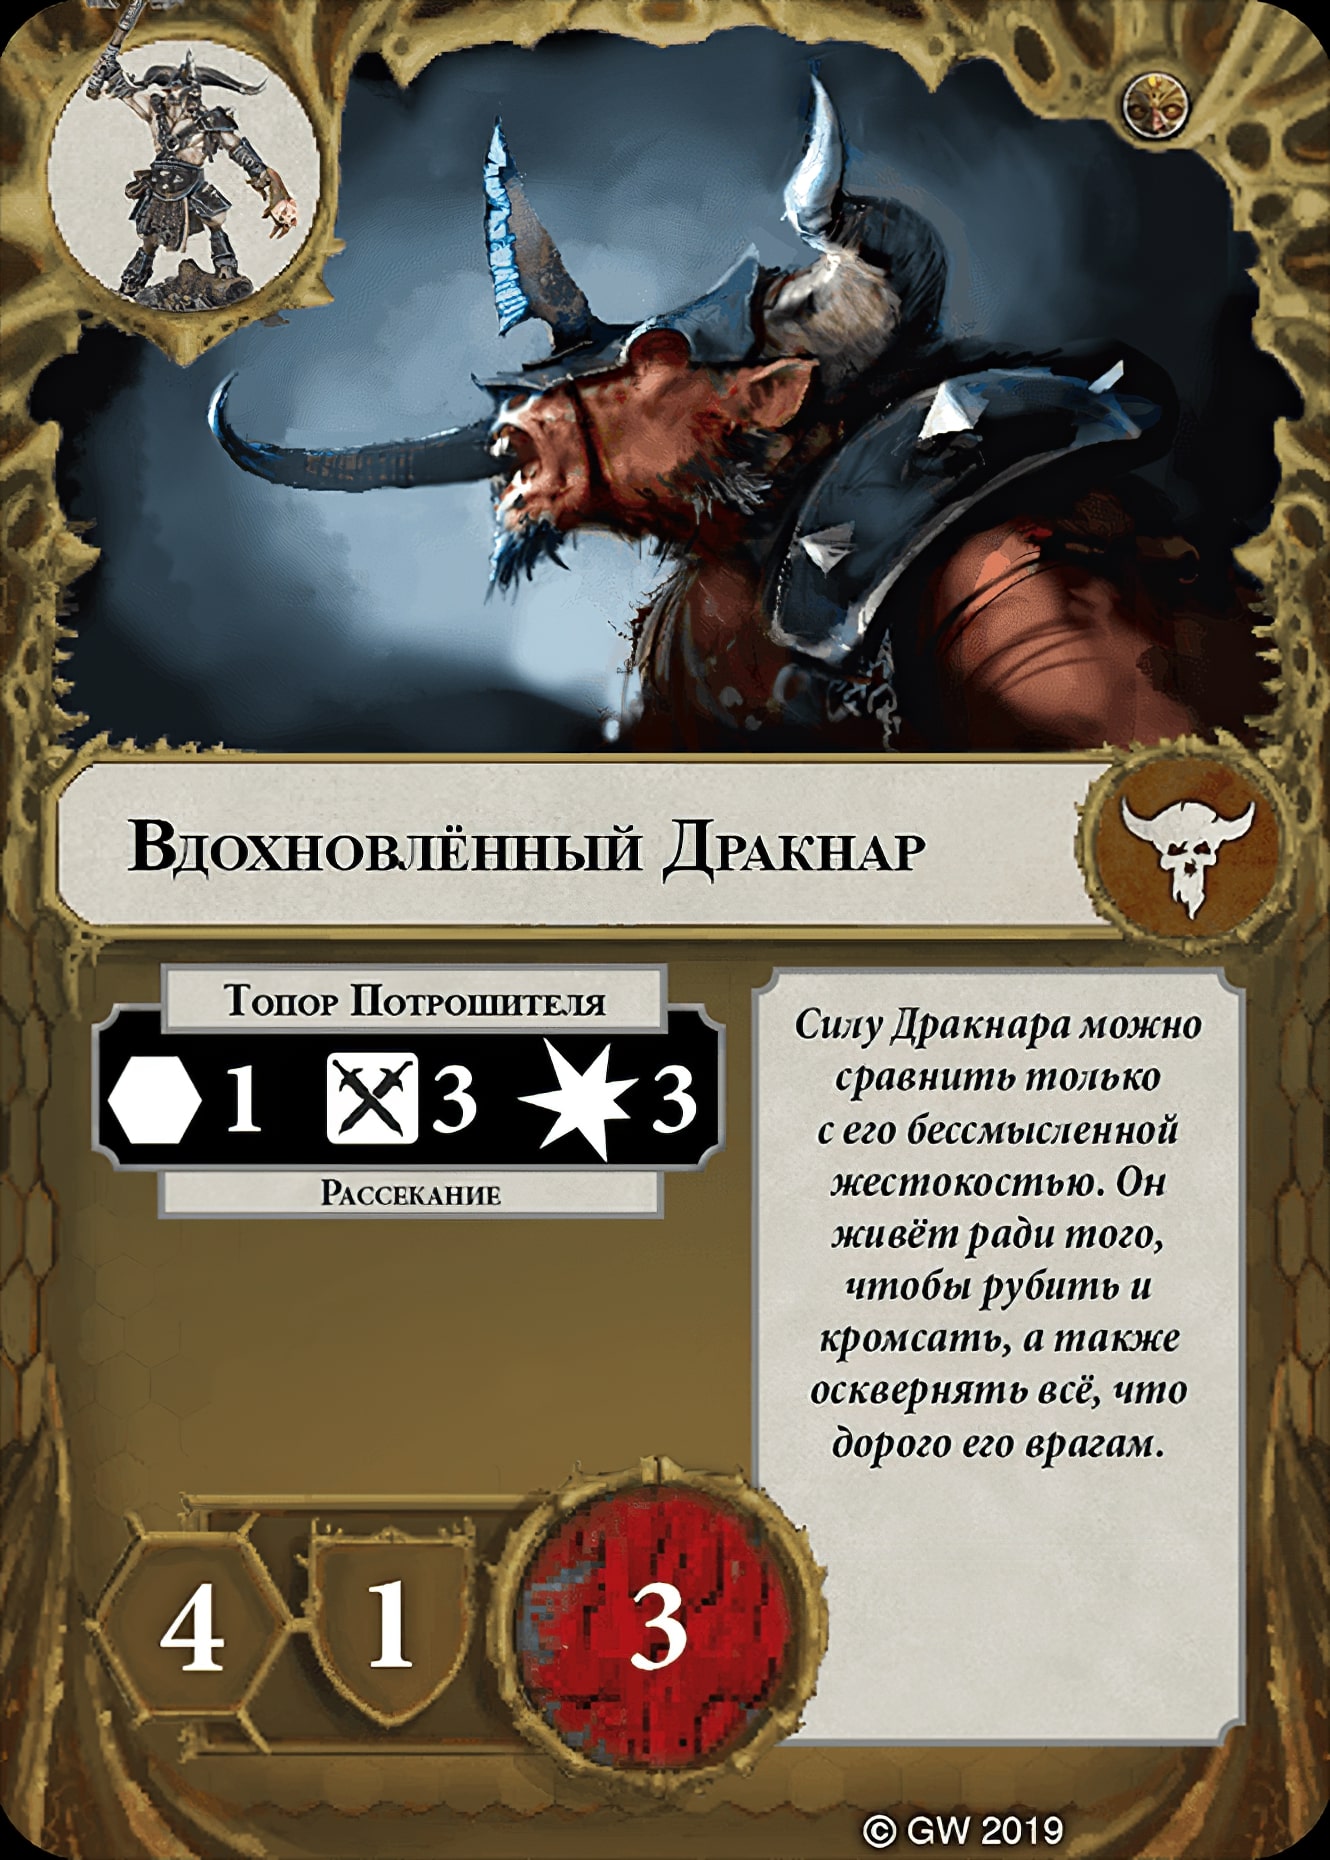 Вдохновлённый Дракнар
Топор Потрошителя
1 3 3
Рассекание
Силу Дракнара можно
сравнить только
с его бессмысленной
жестокостью. Он
живёт ради того,
чтобы рубить и
кромсать, а также
осквернять всё, что
дорого его врагам.
4 1 3
© GW 2019